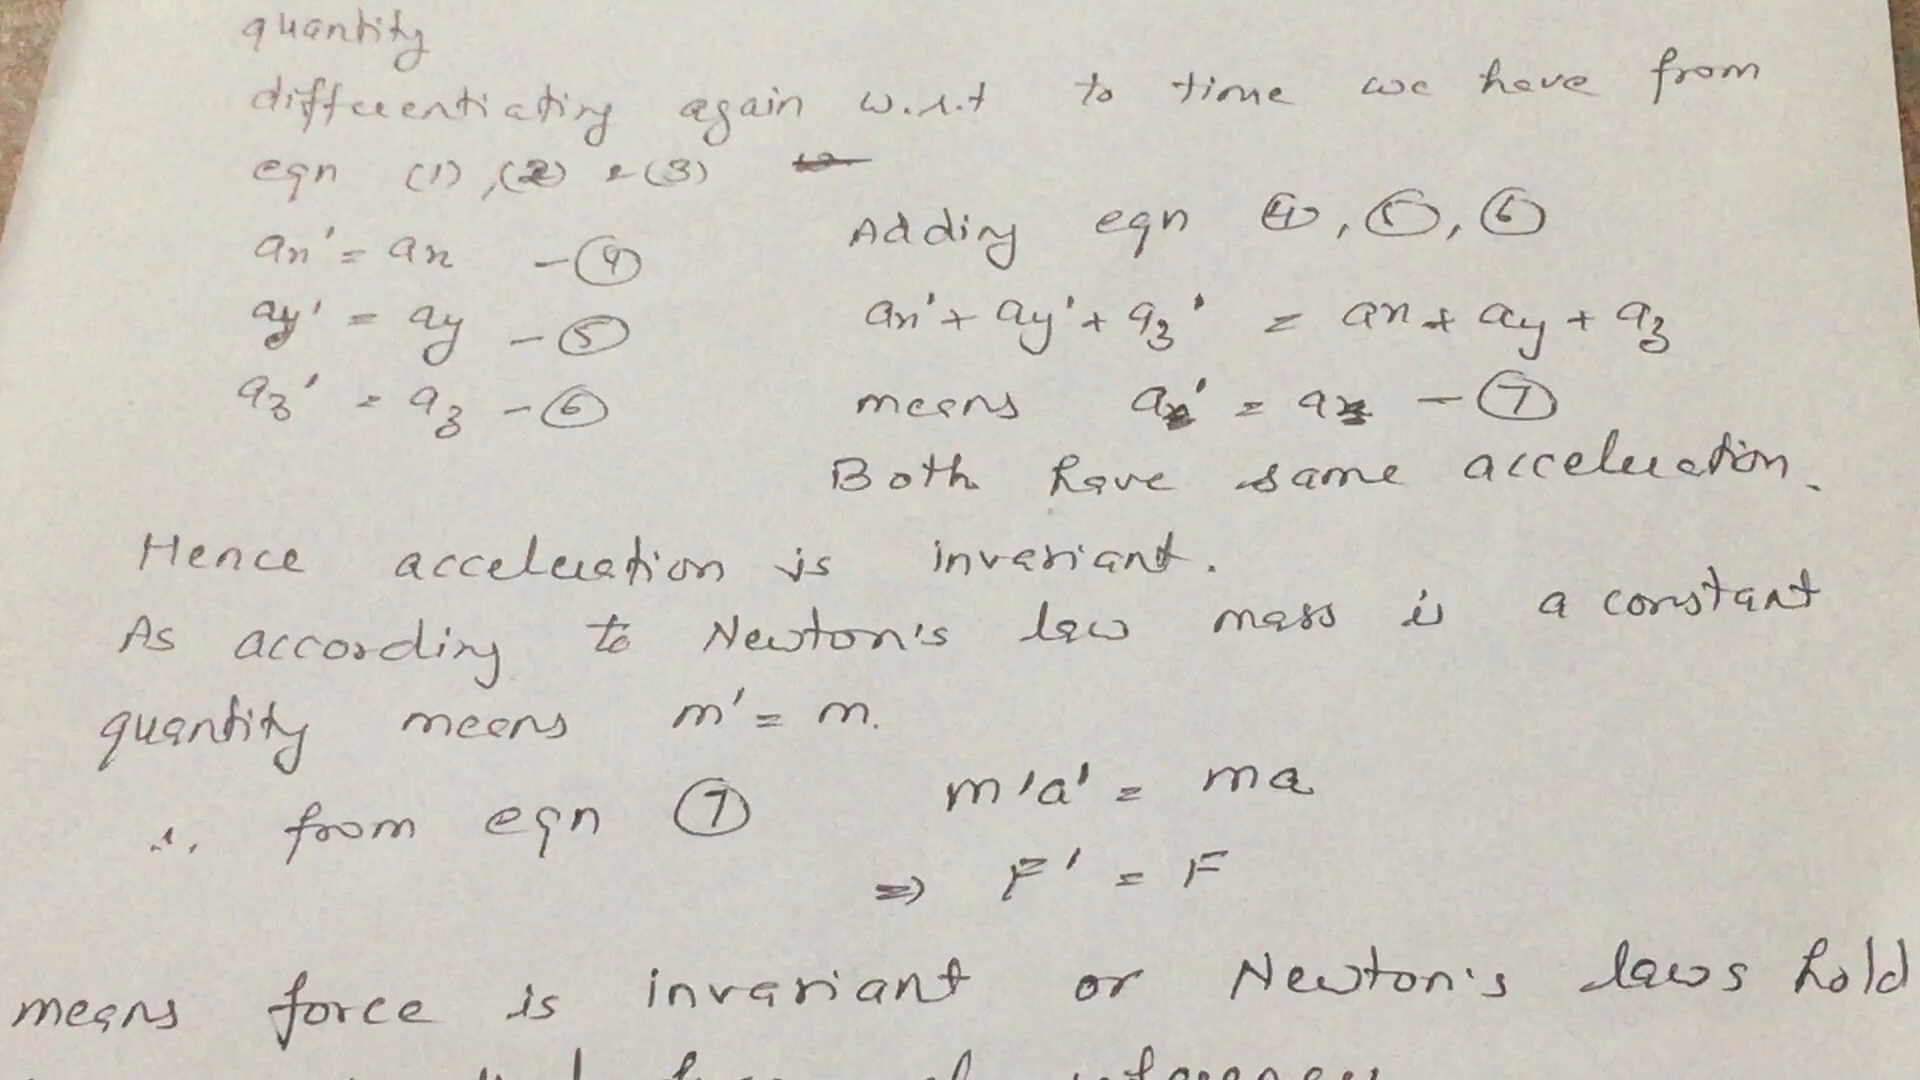 quantity
differentiating again w.r.t to time we have from
eqn (1), (2) & (3)
ax' = ax - ④
ay' = ay - ⑤
az' = az - ⑥
Adding eqn ④, ⑤, ⑥
ax' + ay' + az' = ax + ay + az
means a' = a - ⑦
Both have same acceleration.
Hence acceleration is invariant.
As according to Newton's law mass is a constant
quantity means m' = m.
∴ from eqn ⑦ m'a' = ma
⇒ F' = F
means force is invariant or Newton's laws hold